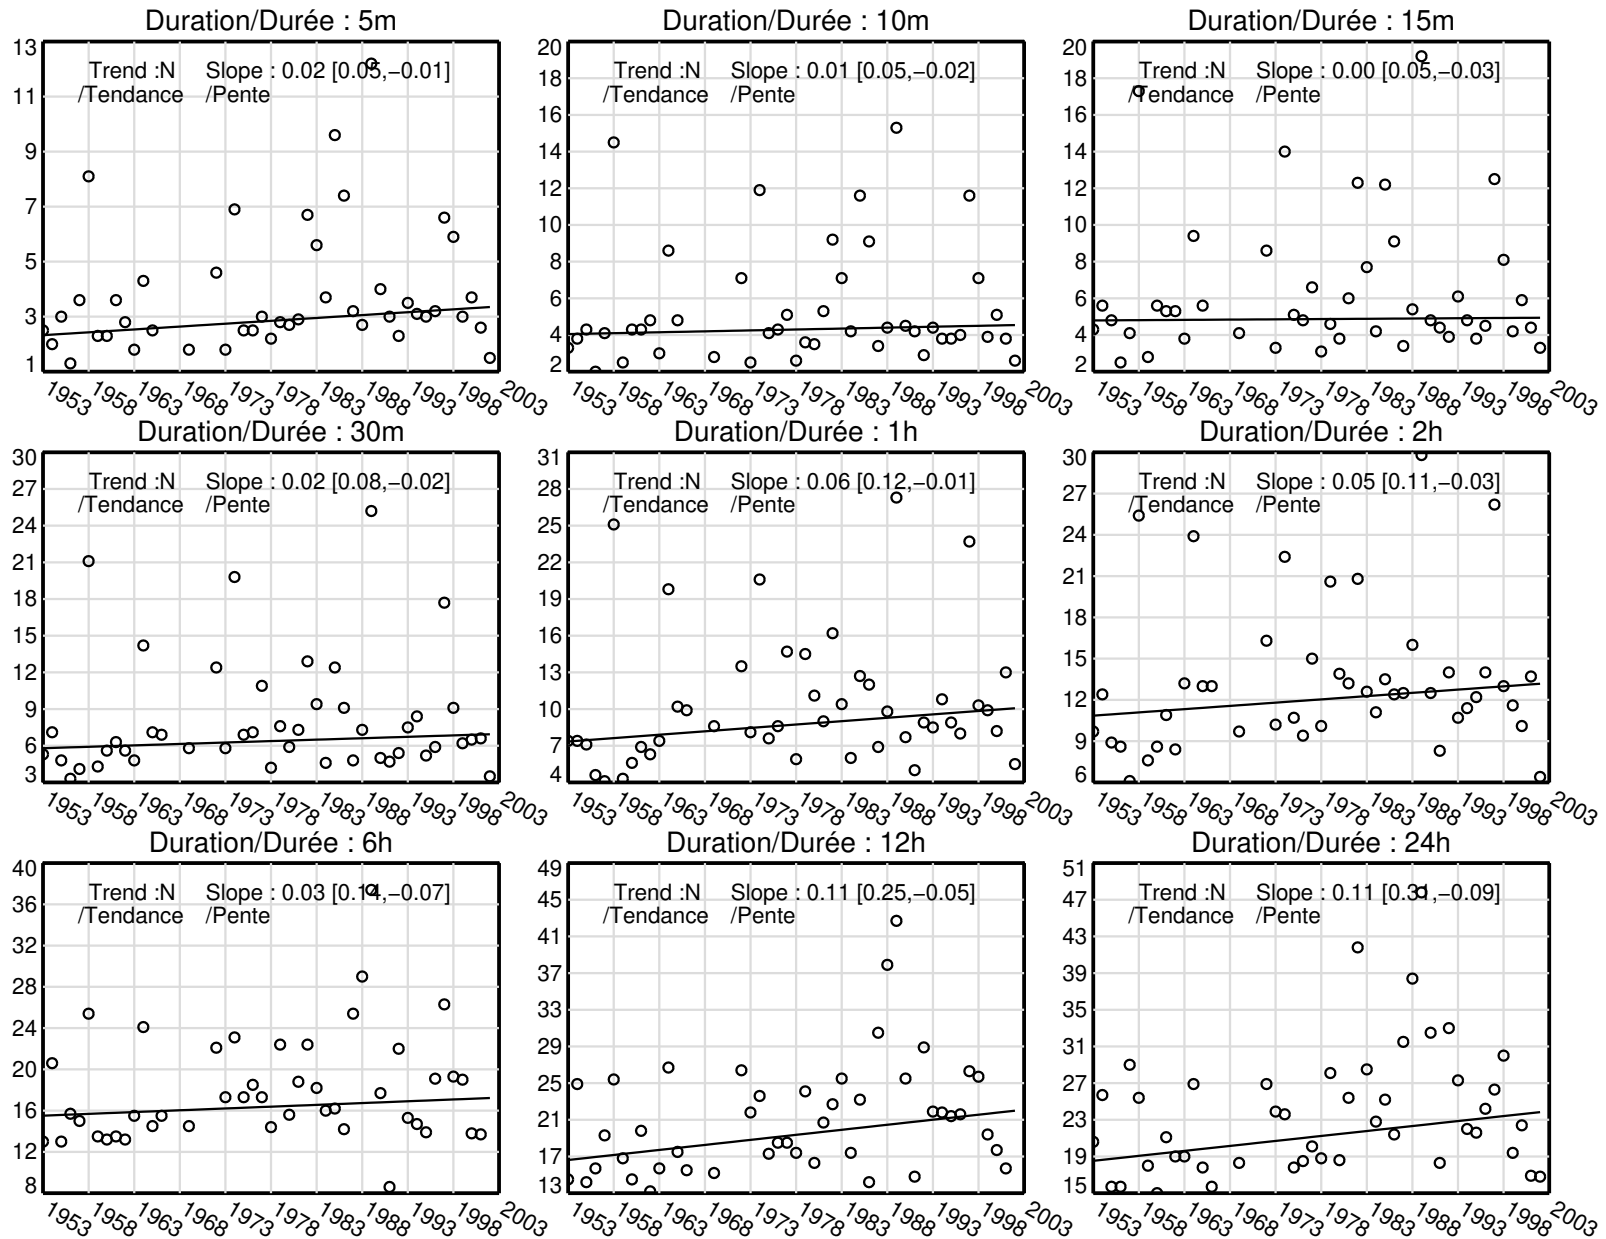 Duration/Durée : 5m
13
11
9
7
5
3
1
Trend :N Slope : 0.02 [0.05,−0.01]
/Tendance /Pente
1953 1958 1963 1968 1973 1978 1983 1988 1993 1998 2003
Duration/Durée : 10m
20
18
16
14
12
10
8
6
4
2
Trend :N Slope : 0.01 [0.05,−0.02]
/Tendance /Pente
1953 1958 1963 1968 1973 1978 1983 1988 1993 1998 2003
Duration/Durée : 15m
20
18
16
14
12
10
8
6
4
2
Trend :N Slope : 0.00 [0.05,−0.03]
/Tendance /Pente
1953 1958 1963 1968 1973 1978 1983 1988 1993 1998 2003
Duration/Durée : 30m
30
27
24
21
18
15
12
9
6
3
Trend :N Slope : 0.02 [0.08,−0.02]
/Tendance /Pente
1953 1958 1963 1968 1973 1978 1983 1988 1993 1998 2003
Duration/Durée : 1h
31
28
25
22
19
16
13
10
7
4
Trend :N Slope : 0.06 [0.12,−0.01]
/Tendance /Pente
1953 1958 1963 1968 1973 1978 1983 1988 1993 1998 2003
Duration/Durée : 2h
30
27
24
21
18
15
12
9
6
Trend :N Slope : 0.05 [0.11,−0.03]
/Tendance /Pente
1953 1958 1963 1968 1973 1978 1983 1988 1993 1998 2003
Duration/Durée : 6h
40
36
32
28
24
20
16
12
8
Trend :N Slope : 0.03 [0.14,−0.07]
/Tendance /Pente
1953 1958 1963 1968 1973 1978 1983 1988 1993 1998 2003
Duration/Durée : 12h
49
45
41
37
33
29
25
21
17
13
Trend :N Slope : 0.11 [0.25,−0.05]
/Tendance /Pente
1953 1958 1963 1968 1973 1978 1983 1988 1993 1998 2003
Duration/Durée : 24h
51
47
43
39
35
31
27
23
19
15
Trend :N Slope : 0.11 [0.31,−0.09]
/Tendance /Pente
1953 1958 1963 1968 1973 1978 1983 1988 1993 1998 2003